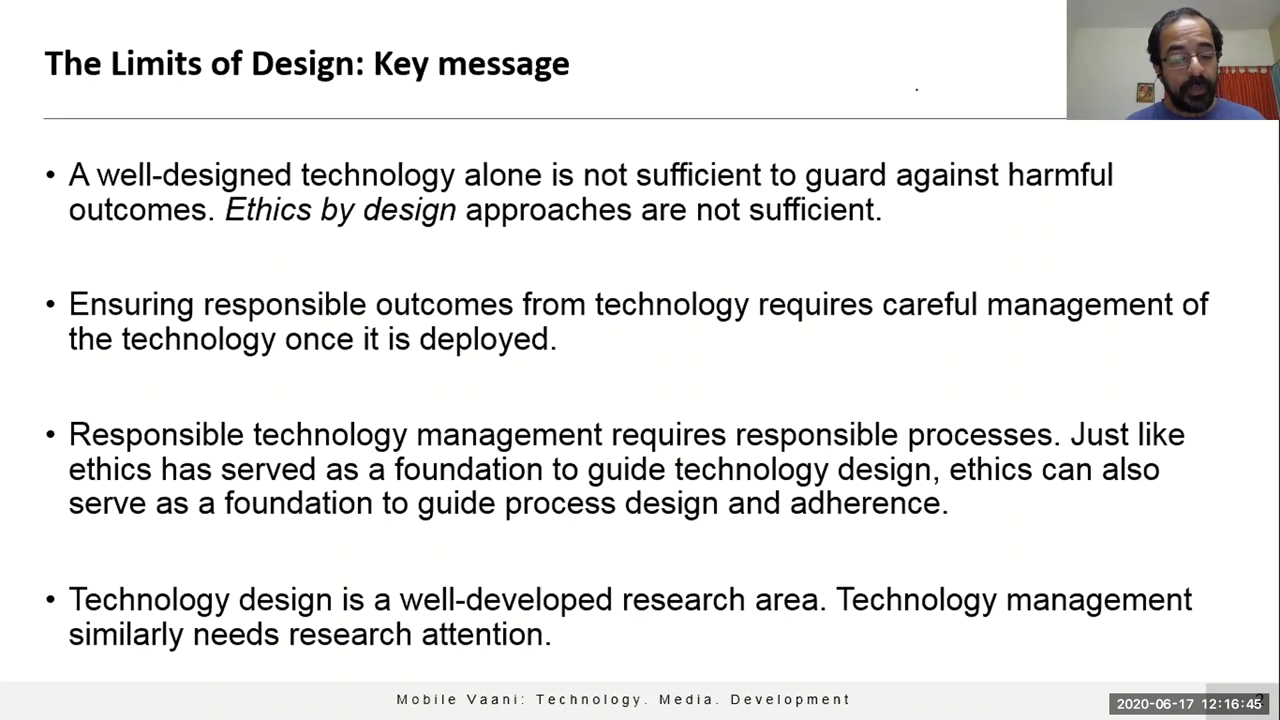 The Limits of Design: Key message
• A well-designed technology alone is not sufficient to guard against harmful
outcomes. Ethics by design approaches are not sufficient.
• Ensuring responsible outcomes from technology requires careful management of
the technology once it is deployed.
• Responsible technology management requires responsible processes. Just like
ethics has served as a foundation to guide technology design, ethics can also
serve as a foundation to guide process design and adherence.
• Technology design is a well-developed research area. Technology management
similarly needs research attention.
Mobile Vaani: Technology. Media. Development
2020-06-17 12:16:45